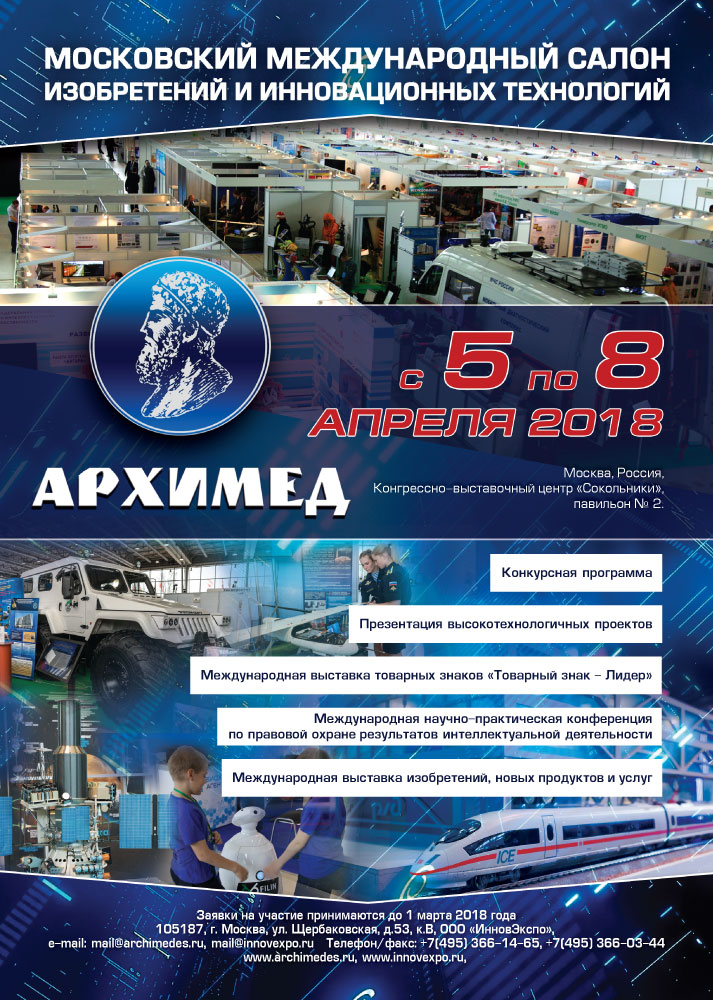 МОСКОВСКИЙ МЕЖДУНАРОДНЫЙ САЛОН
ИЗОБРЕТЕНИЙ И ИННОВАЦИОННЫХ ТЕХНОЛОГИЙ
с 5 по 8
АПРЕЛЯ 2018
АРХИМЕД
Москва, Россия,
Конгрессно-выставочный центр «Сокольники»,
павильон № 2.
Конкурсная программа
Презентация высокотехнологичных проектов
Международная выставка товарных знаков «Товарный знак – Лидер»
Международная научно-практическая конференция
по правовой охране результатов интеллектуальной деятельности
Международная выставка изобретений, новых продуктов и услуг
ICE
FILIN
Заявки на участие принимаются до 1 марта 2018 года
105187, г. Москва, ул. Щербаковская, д.53, к.В, ООО «ИнновЭкспо»,
e-mail: mail@archimedes.ru, mail@innovexpo.ru Телефон/факс: +7(495) 366-14-65, +7(495) 366-03-44
www.archimedes.ru, www.innovexpo.ru,